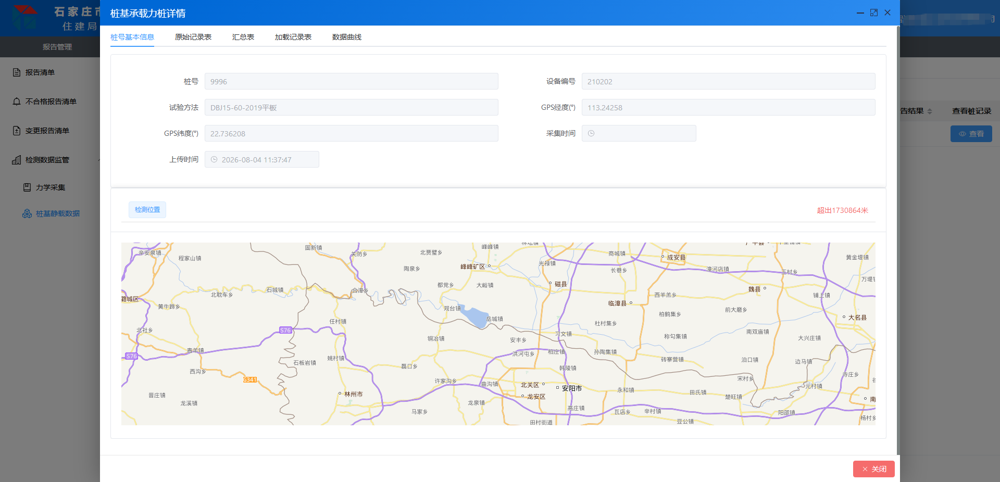 石家庄市
住建局
桩基承载力桩详情
报告管理
报告清单
不合格报告清单
变更报告清单
检测数据监管
力学采集
桩基静载数据
桩号基本信息 原始记录表 汇总表 加载记录表 数据曲线
桩号 9996 设备编号 210202
试验方法 DBJ15-60-2019平板 GPS经度(°) 113.24258
GPS纬度(°) 22.736208 采集时间
上传时间 2026-08-04 11:37:47
告结果 查看桩记录
查看
检测位置 超出1730864米
辛安泉镇 程家山镇 固新镇 关防乡 北贾璧乡 峰峰镇 商城镇 成安县 黄金堤镇
陶泉乡 峰峰矿区 光禄镇 长巷乡 漳河店镇 王村乡
石城镇 合漳乡 都党乡 大峪镇 磁县 魏县 万堤镇
路城区 北耽车乡 西羊羔乡 铺上镇
黄牛蹄乡 观台镇 临漳县 前大磨乡
任村镇 岳城镇 柏鹤集乡 大名县
北社乡 S76 杜村集乡 南双庙镇
铜冶镇 安丰乡 习文镇 称勾集镇 大兴庄镇
S76 青羊镇 石板岩镇 姚村镇 洪河屯乡 柏庄镇 孙陶集镇 砖寨营镇 泊口镇 边马镇
西沟乡 磊口乡 韩陵镇 寺庄乡
G341 许家沟乡 曲沟镇 北关区 安阳市 宋村乡 元村镇
晋庄镇 林州市 龙安区 永和镇 田氏镇 楚旺镇 南
龙溪镇 龙泉镇 高庄镇
马家乡 瓦店乡 辛村镇 阳邵镇 杨村乡
田村街道 豆公镇
关闭